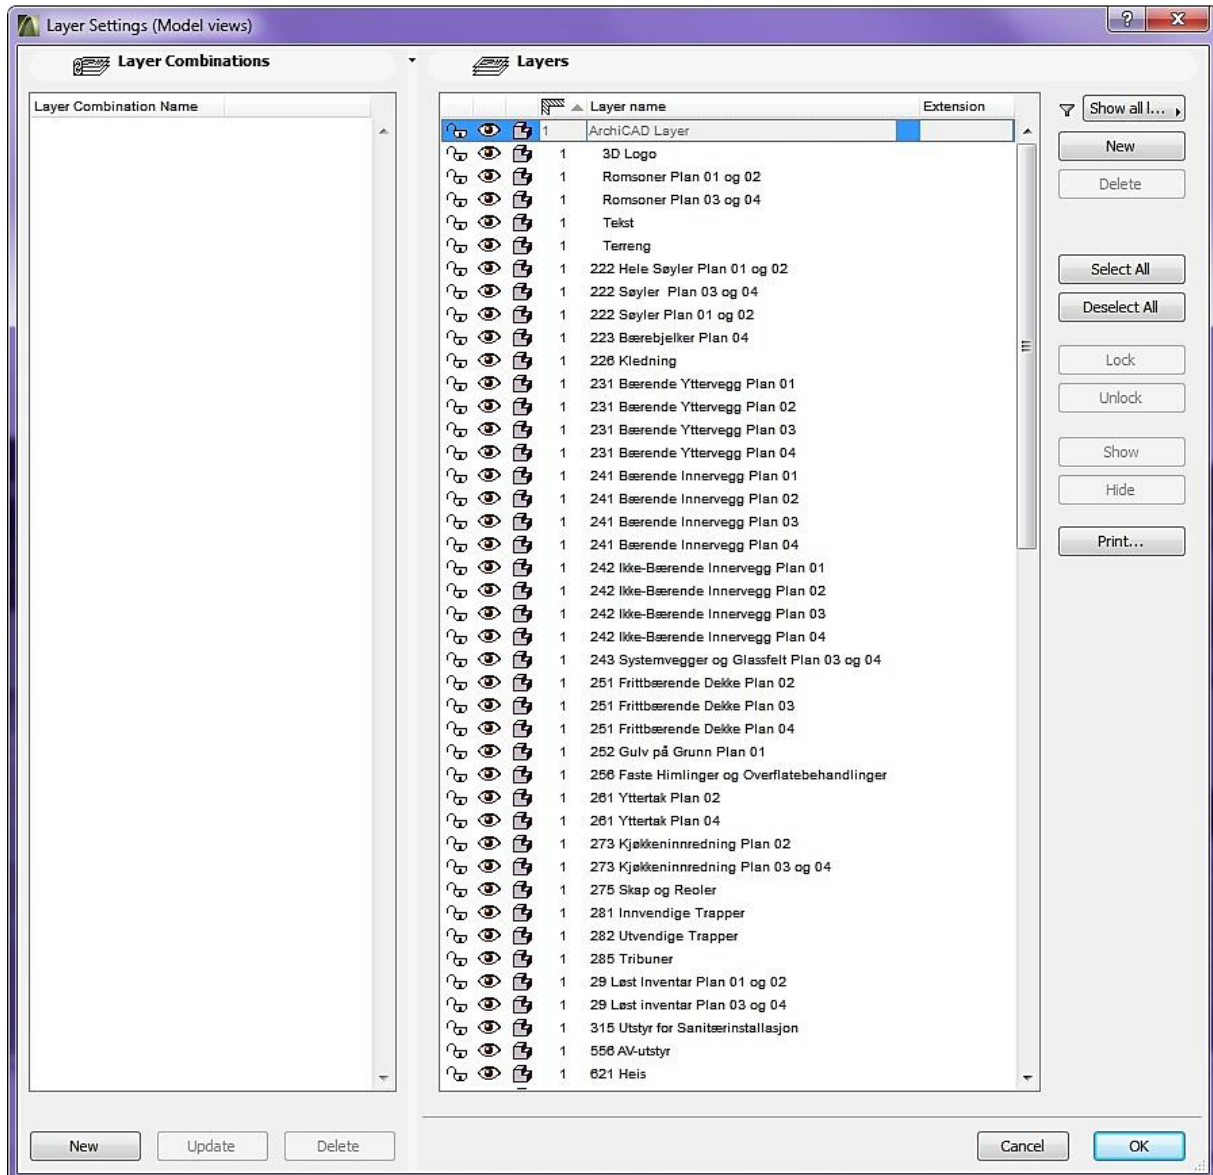 Layer Settings (Model views)
Layer Combinations
Layers
Layer Combination Name
Layer name Extension
Show all l...
1 ArchiCAD Layer
1 3D Logo
New
1 Romsoner Plan 01 og 02
Delete
1 Romsoner Plan 03 og 04
1 Tekst
1 Terreng
1 222 Hele Søyler Plan 01 og 02
Select All
1 222 Søyler Plan 03 og 04
Deselect All
1 222 Søyler Plan 01 og 02
1 223 Bærebjelker Plan 04
1 226 Kledning
Lock
1 231 Bærende Yttervegg Plan 01
Unlock
1 231 Bærende Yttervegg Plan 02
1 231 Bærende Yttervegg Plan 03
1 231 Bærende Yttervegg Plan 04
Show
1 241 Bærende Innervegg Plan 01
Hide
1 241 Bærende Innervegg Plan 02
1 241 Bærende Innervegg Plan 03
1 241 Bærende Innervegg Plan 04
Print...
1 242 Ikke-Bærende Innervegg Plan 01
1 242 Ikke-Bærende Innervegg Plan 02
1 242 Ikke-Bærende Innervegg Plan 03
1 242 Ikke-Bærende Innervegg Plan 04
1 243 Systemvegger og Glassfelt Plan 03 og 04
1 251 Frittbærende Dekke Plan 02
1 251 Frittbærende Dekke Plan 03
1 251 Frittbærende Dekke Plan 04
1 252 Gulv på Grunn Plan 01
1 256 Faste Himlinger og Overflatebehandlinger
1 261 Yttertak Plan 02
1 261 Yttertak Plan 04
1 273 Kjøkkeninnredning Plan 02
1 273 Kjøkkeninnredning Plan 03 og 04
1 275 Skap og Reoler
1 281 Innvendige Trapper
1 282 Utvendige Trapper
1 285 Tribuner
1 29 Løst Inventar Plan 01 og 02
1 29 Løst inventar Plan 03 og 04
1 315 Utstyr for Sanitærinstallasjon
1 556 AV-utstyr
1 621 Heis
New Update Delete
Cancel OK